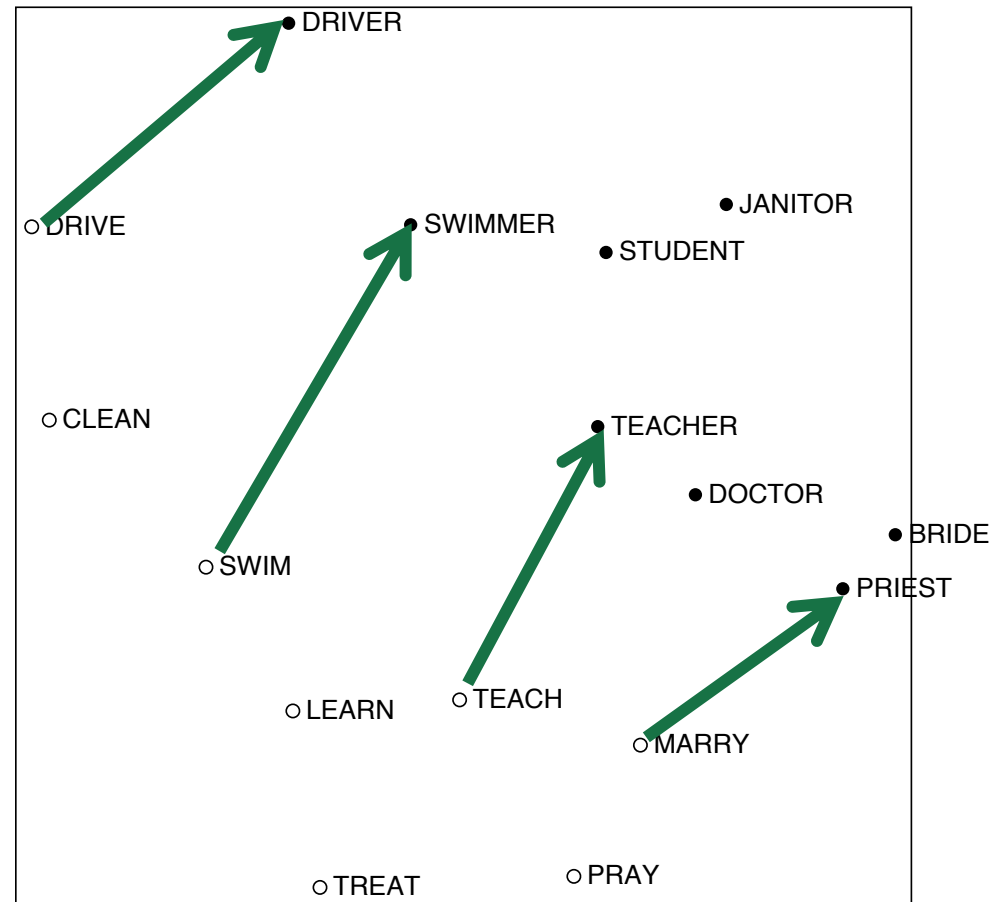 DRIVER
JANITOR
DRIVE
SWIMMER
STUDENT
CLEAN
TEACHER
DOCTOR
BRIDE
SWIM
PRIEST
TEACH
LEARN
MARRY
PRAY
TREAT